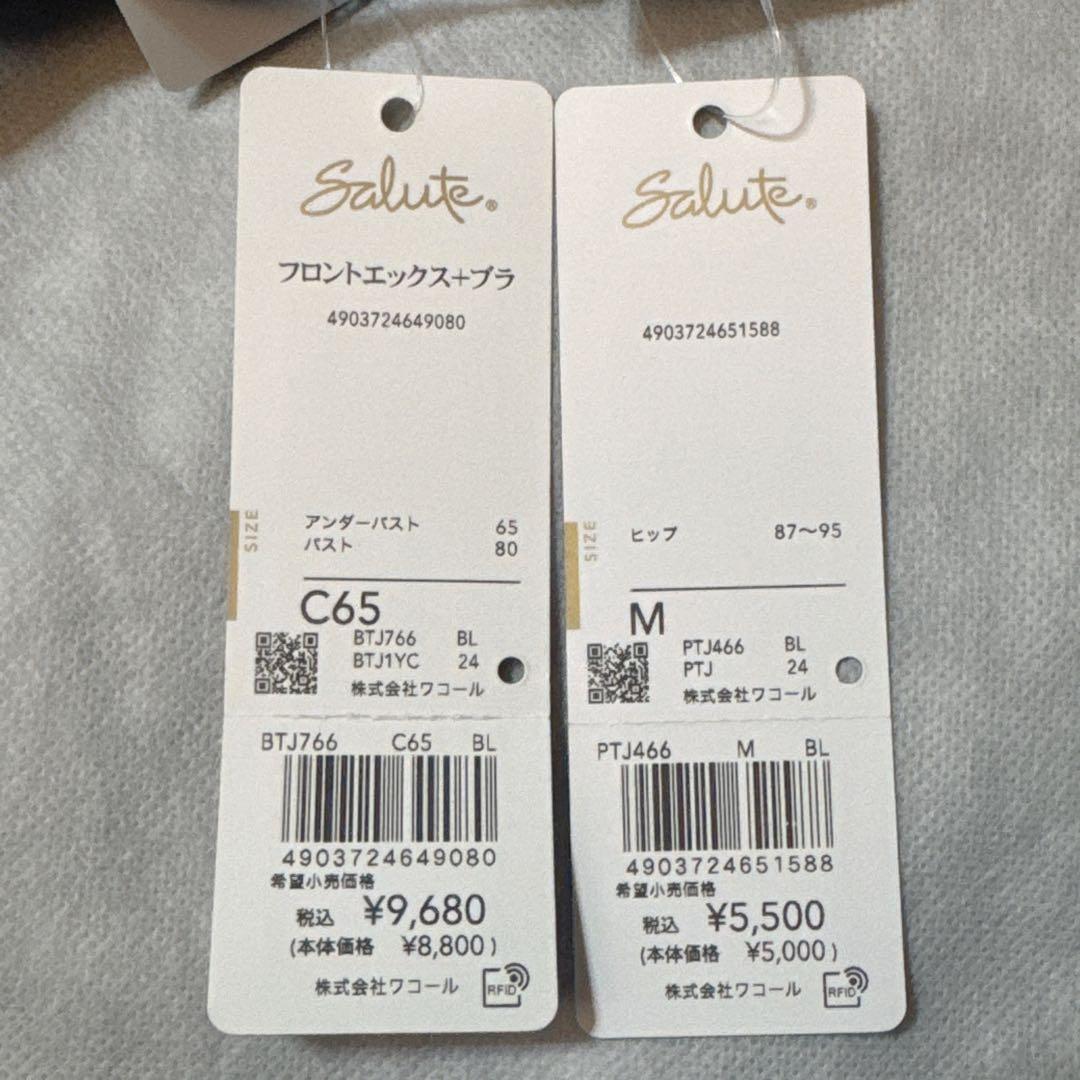 Salute®
フロントエックス+ブラ
4903724649080
SIZE
アンダーバスト 65
バスト 80
C65
BTJ766 BL
BTJ1YC 24
株式会社ワコール
BTJ766 C65 BL
4903724649080
希望小売価格
税込 ¥9,680
(本体価格 ¥8,800)
株式会社ワコール
RFID
Salute®
4903724651588
SIZE
ヒップ 87〜95
M
PTJ466 BL
PTJ 24
株式会社ワコール
PTJ466 M BL
4903724651588
希望小売価格
税込 ¥5,500
(本体価格 ¥5,000)
株式会社ワコール
RFID